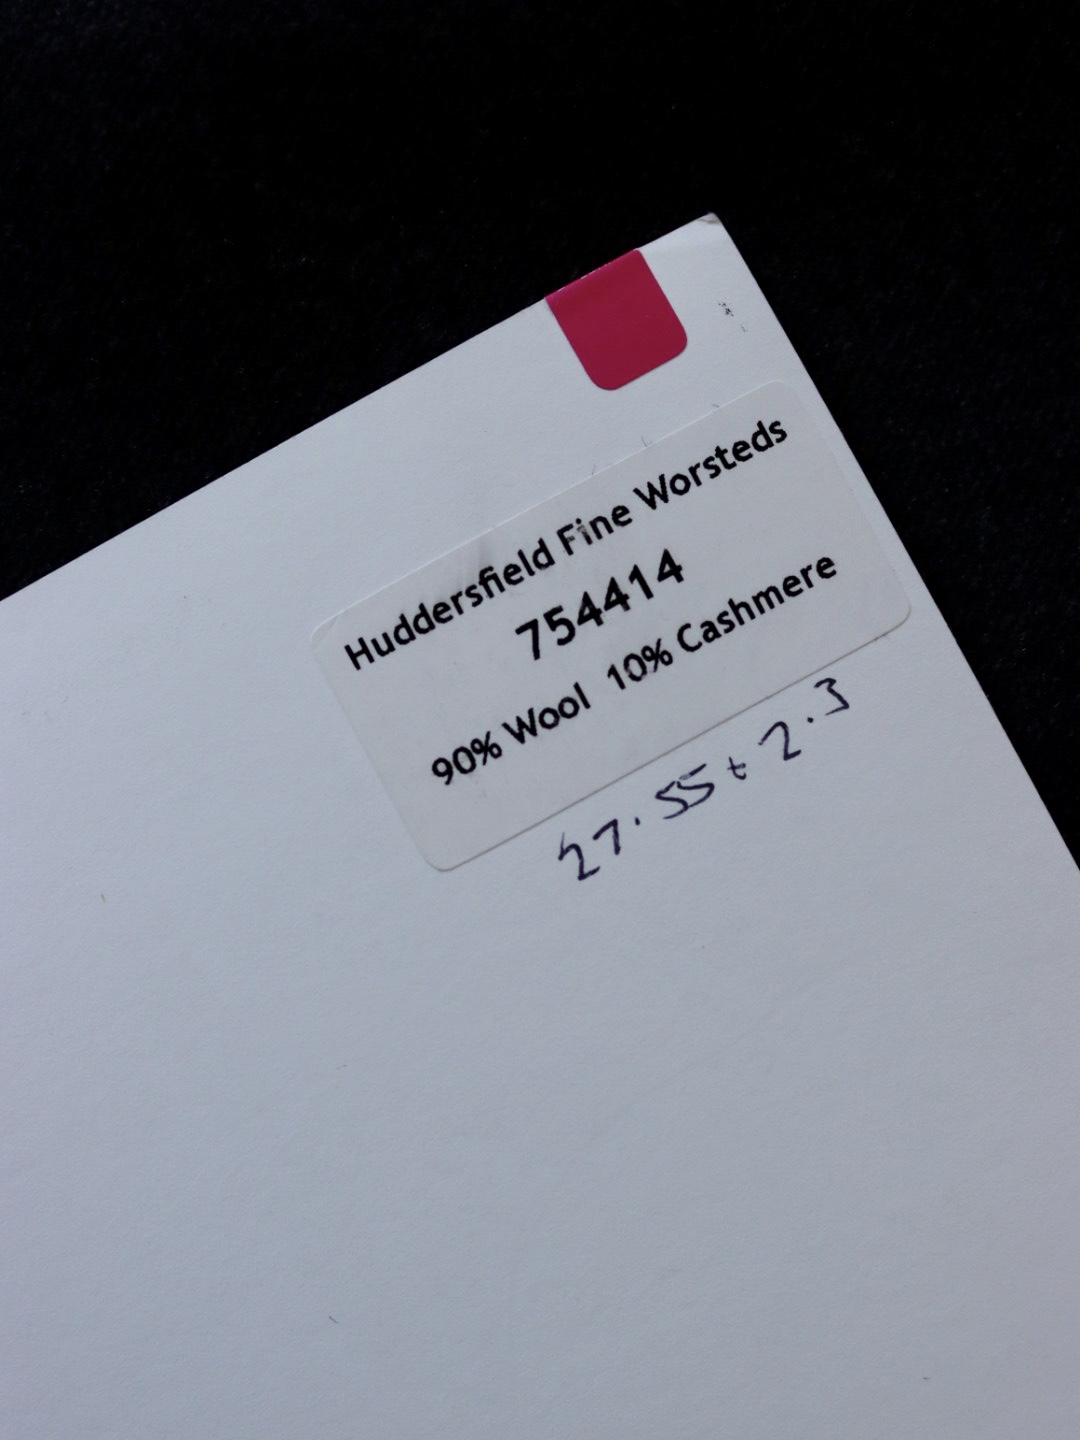 Huddersfield Fine Worsteds
754414
90% Wool 10% Cashmere
27.55 + 2.3